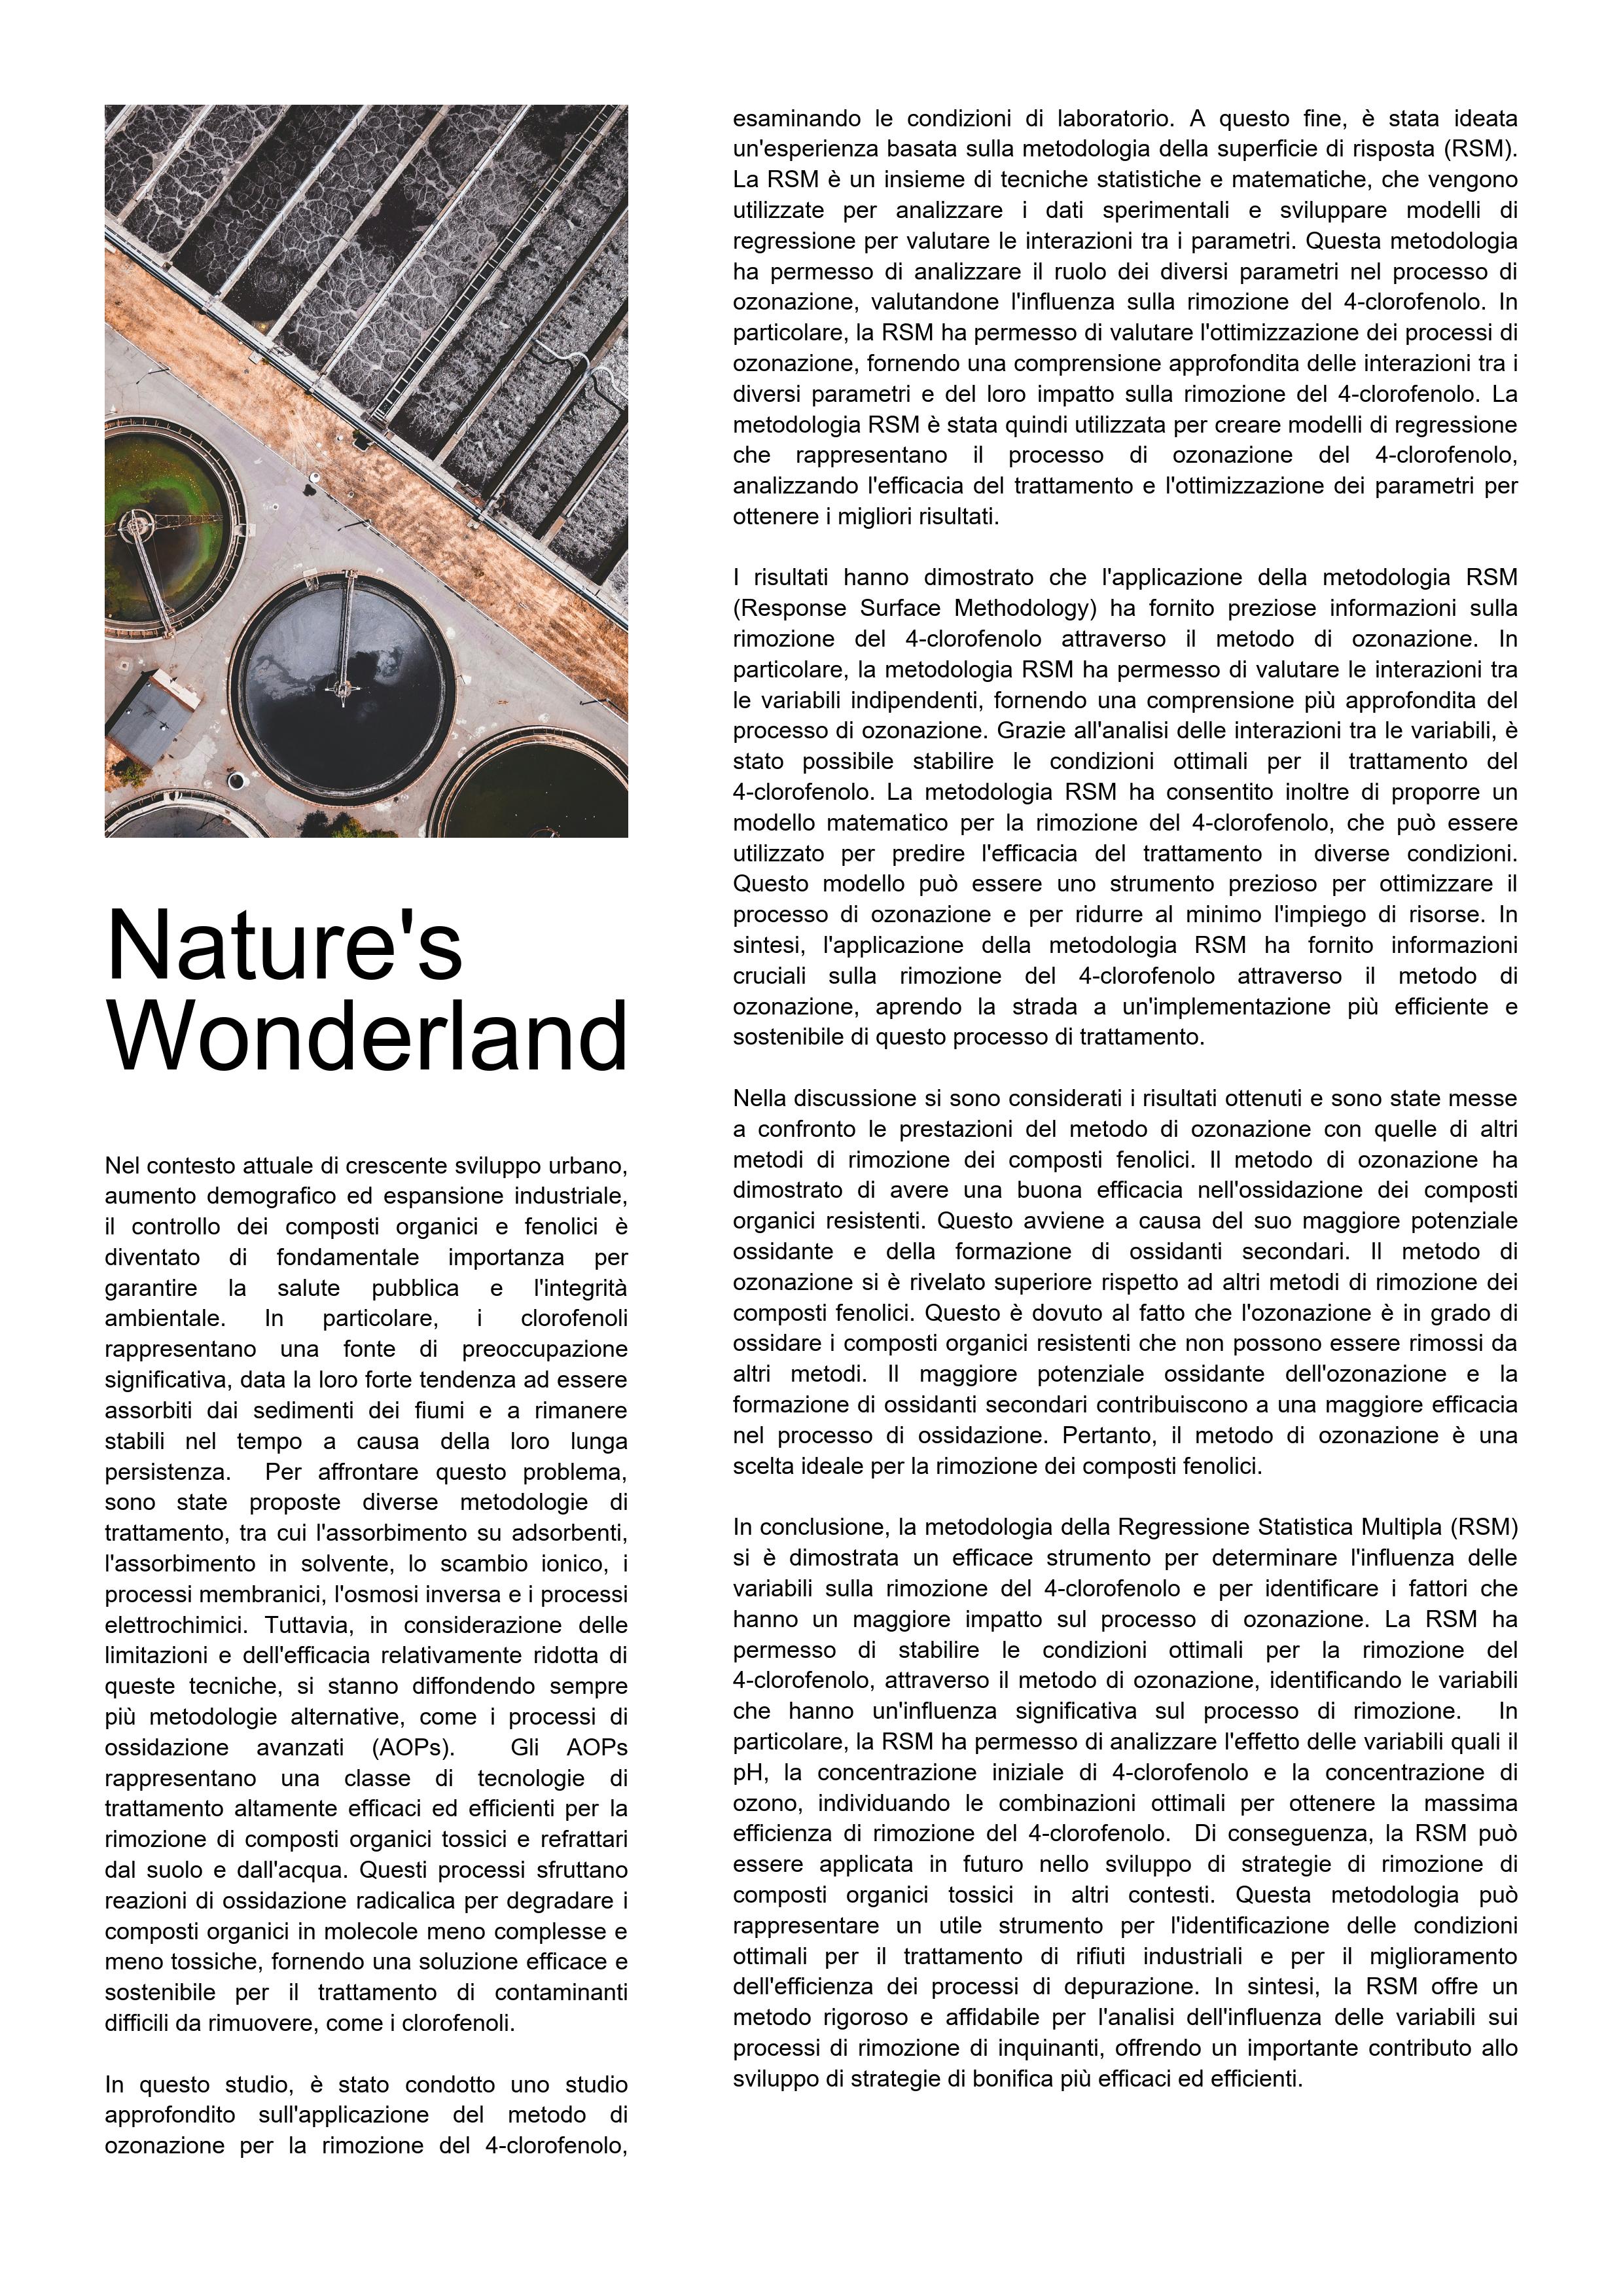 Nature's
Wonderland
Nel contesto attuale di crescente sviluppo urbano,
aumento demografico ed espansione industriale,
il controllo dei composti organici e fenolici è
diventato di fondamentale importanza per
garantire la salute pubblica e l'integrità
ambientale. In particolare, i clorofenoli
rappresentano una fonte di preoccupazione
significativa, data la loro forte tendenza ad essere
assorbiti dai sedimenti dei fiumi e a rimanere
stabili nel tempo a causa della loro lunga
persistenza. Per affrontare questo problema,
sono state proposte diverse metodologie di
trattamento, tra cui l'assorbimento su adsorbenti,
l'assorbimento in solvente, lo scambio ionico, i
processi membranici, l'osmosi inversa e i processi
elettrochimici. Tuttavia, in considerazione delle
limitazioni e dell'efficacia relativamente ridotta di
queste tecniche, si stanno diffondendo sempre
più metodologie alternative, come i processi di
ossidazione avanzati (AOPs). Gli AOPs
rappresentano una classe di tecnologie di
trattamento altamente efficaci ed efficienti per la
rimozione di composti organici tossici e refrattari
dal suolo e dall'acqua. Questi processi sfruttano
reazioni di ossidazione radicalica per degradare i
composti organici in molecole meno complesse e
meno tossiche, fornendo una soluzione efficace e
sostenibile per il trattamento di contaminanti
difficili da rimuovere, come i clorofenoli.
In questo studio, è stato condotto uno studio
approfondito sull'applicazione del metodo di
ozonazione per la rimozione del 4-clorofenolo,
esaminando le condizioni di laboratorio. A questo fine, è stata ideata
un'esperienza basata sulla metodologia della superficie di risposta (RSM).
La RSM è un insieme di tecniche statistiche e matematiche, che vengono
utilizzate per analizzare i dati sperimentali e sviluppare modelli di
regressione per valutare le interazioni tra i parametri. Questa metodologia
ha permesso di analizzare il ruolo dei diversi parametri nel processo di
ozonazione, valutandone l'influenza sulla rimozione del 4-clorofenolo. In
particolare, la RSM ha permesso di valutare l'ottimizzazione dei processi di
ozonazione, fornendo una comprensione approfondita delle interazioni tra i
diversi parametri e del loro impatto sulla rimozione del 4-clorofenolo. La
metodologia RSM è stata quindi utilizzata per creare modelli di regressione
che rappresentano il processo di ozonazione del 4-clorofenolo,
analizzando l'efficacia del trattamento e l'ottimizzazione dei parametri per
ottenere i migliori risultati.
I risultati hanno dimostrato che l'applicazione della metodologia RSM
(Response Surface Methodology) ha fornito preziose informazioni sulla
rimozione del 4-clorofenolo attraverso il metodo di ozonazione. In
particolare, la metodologia RSM ha permesso di valutare le interazioni tra
le variabili indipendenti, fornendo una comprensione più approfondita del
processo di ozonazione. Grazie all'analisi delle interazioni tra le variabili, è
stato possibile stabilire le condizioni ottimali per il trattamento del
4-clorofenolo. La metodologia RSM ha consentito inoltre di proporre un
modello matematico per la rimozione del 4-clorofenolo, che può essere
utilizzato per predire l'efficacia del trattamento in diverse condizioni.
Questo modello può essere uno strumento prezioso per ottimizzare il
processo di ozonazione e per ridurre al minimo l'impiego di risorse. In
sintesi, l'applicazione della metodologia RSM ha fornito informazioni
cruciali sulla rimozione del 4-clorofenolo attraverso il metodo di
ozonazione, aprendo la strada a un'implementazione più efficiente e
sostenibile di questo processo di trattamento.
Nella discussione si sono considerati i risultati ottenuti e sono state messe
a confronto le prestazioni del metodo di ozonazione con quelle di altri
metodi di rimozione dei composti fenolici. Il metodo di ozonazione ha
dimostrato di avere una buona efficacia nell'ossidazione dei composti
organici resistenti. Questo avviene a causa del suo maggiore potenziale
ossidante e della formazione di ossidanti secondari. Il metodo di
ozonazione si è rivelato superiore rispetto ad altri metodi di rimozione dei
composti fenolici. Questo è dovuto al fatto che l'ozonazione è in grado di
ossidare i composti organici resistenti che non possono essere rimossi da
altri metodi. Il maggiore potenziale ossidante dell'ozonazione e la
formazione di ossidanti secondari contribuiscono a una maggiore efficacia
nel processo di ossidazione. Pertanto, il metodo di ozonazione è una
scelta ideale per la rimozione dei composti fenolici.
In conclusione, la metodologia della Regressione Statistica Multipla (RSM)
si è dimostrata un efficace strumento per determinare l'influenza delle
variabili sulla rimozione del 4-clorofenolo e per identificare i fattori che
hanno un maggiore impatto sul processo di ozonazione. La RSM ha
permesso di stabilire le condizioni ottimali per la rimozione del
4-clorofenolo, attraverso il metodo di ozonazione, identificando le variabili
che hanno un'influenza significativa sul processo di rimozione. In
particolare, la RSM ha permesso di analizzare l'effetto delle variabili quali il
pH, la concentrazione iniziale di 4-clorofenolo e la concentrazione di
ozono, individuando le combinazioni ottimali per ottenere la massima
efficienza di rimozione del 4-clorofenolo. Di conseguenza, la RSM può
essere applicata in futuro nello sviluppo di strategie di rimozione di
composti organici tossici in altri contesti. Questa metodologia può
rappresentare un utile strumento per l'identificazione delle condizioni
ottimali per il trattamento di rifiuti industriali e per il miglioramento
dell'efficienza dei processi di depurazione. In sintesi, la RSM offre un
metodo rigoroso e affidabile per l'analisi dell'influenza delle variabili sui
processi di rimozione di inquinanti, offrendo un importante contributo allo
sviluppo di strategie di bonifica più efficaci ed efficienti.